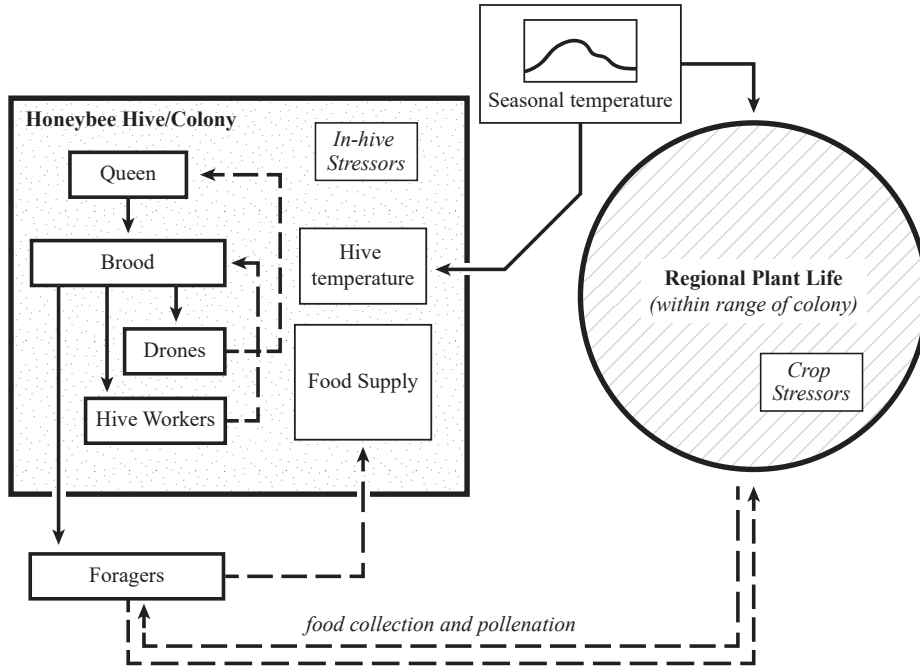 Seasonal temperature
Honeybee Hive/Colony
In-hive
Stressors
Queen
Brood
Hive
temperature
Regional Plant Life
(within range of colony)
Drones
Food Supply
Crop
Stressors
Hive Workers
Foragers
food collection and pollenation